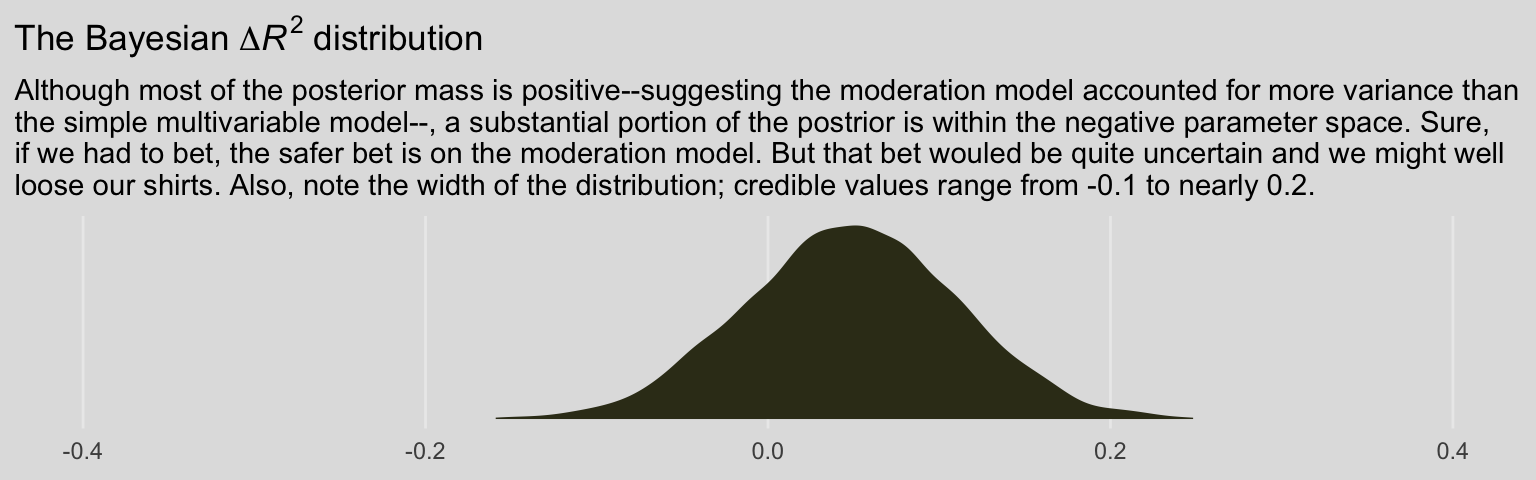 The Bayesian ΔR² distribution
Although most of the posterior mass is positive--suggesting the moderation model accounted for more variance than
the simple multivariable model--, a substantial portion of the postrior is within the negative parameter space. Sure,
if we had to bet, the safer bet is on the moderation model. But that bet wouled be quite uncertain and we might well
loose our shirts. Also, note the width of the distribution; credible values range from -0.1 to nearly 0.2.
-0.4 -0.2 0.0 0.2 0.4